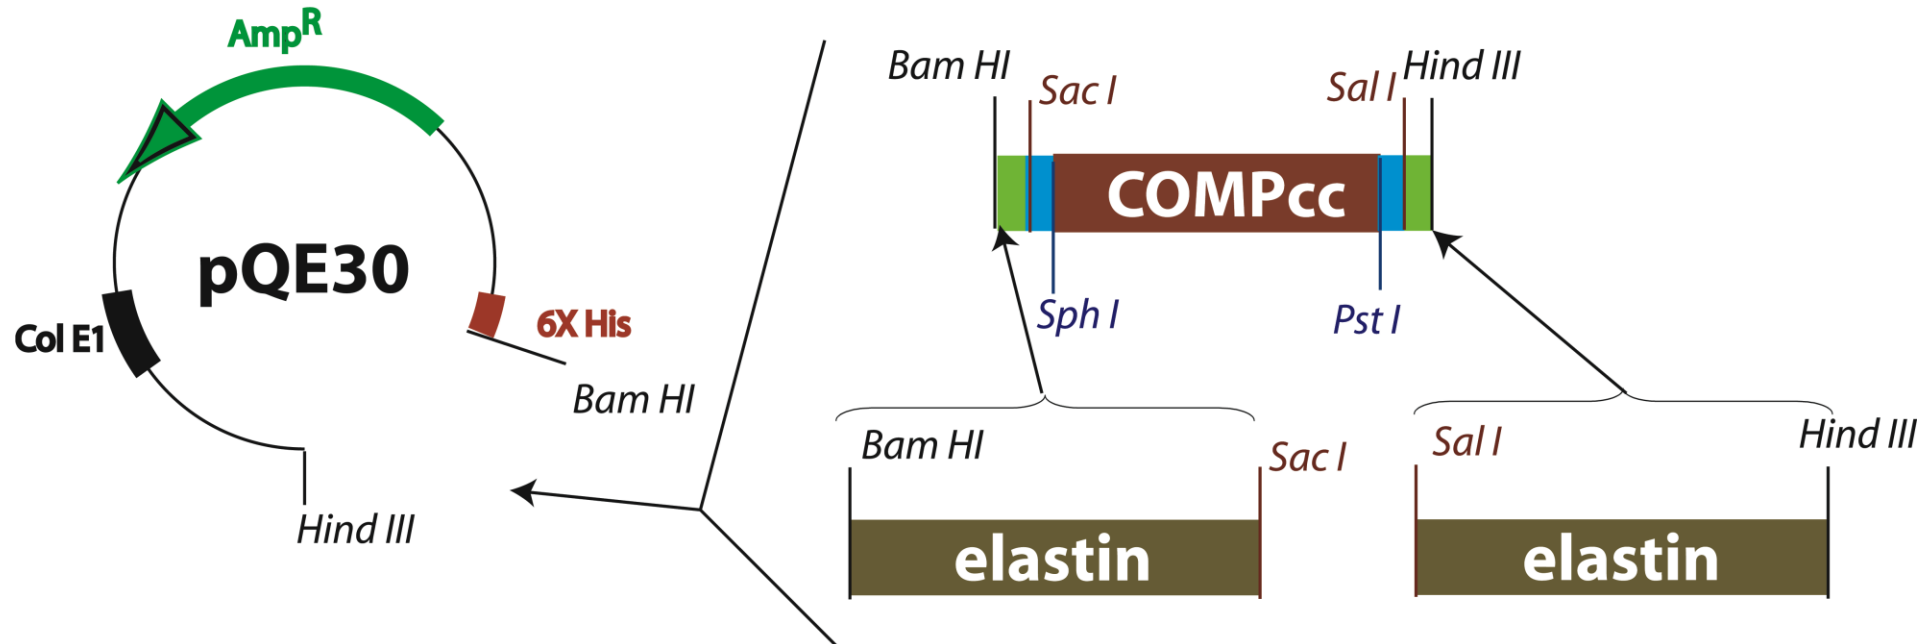 Amp^R
pQE30
Col E1
6X His
Bam HI
Hind III
Bam HI
Sac I
Sal I
Hind III
COMPcc
Sph I
Pst I
Bam HI
Sac I
elastin
Sal I
Hind III
elastin